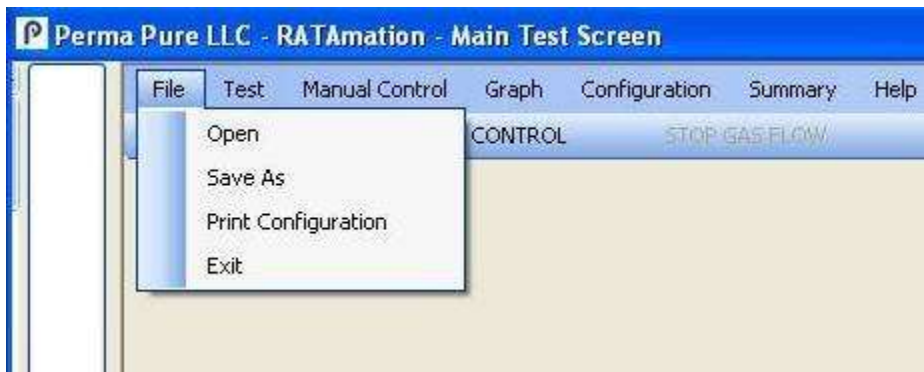 Perma Pure LLC - RATAmation - Main Test Screen
File Test Manual Control Graph Configuration Summary Help
Open CONTROL STOP GAS FLOW
Save As
Print Configuration
Exit